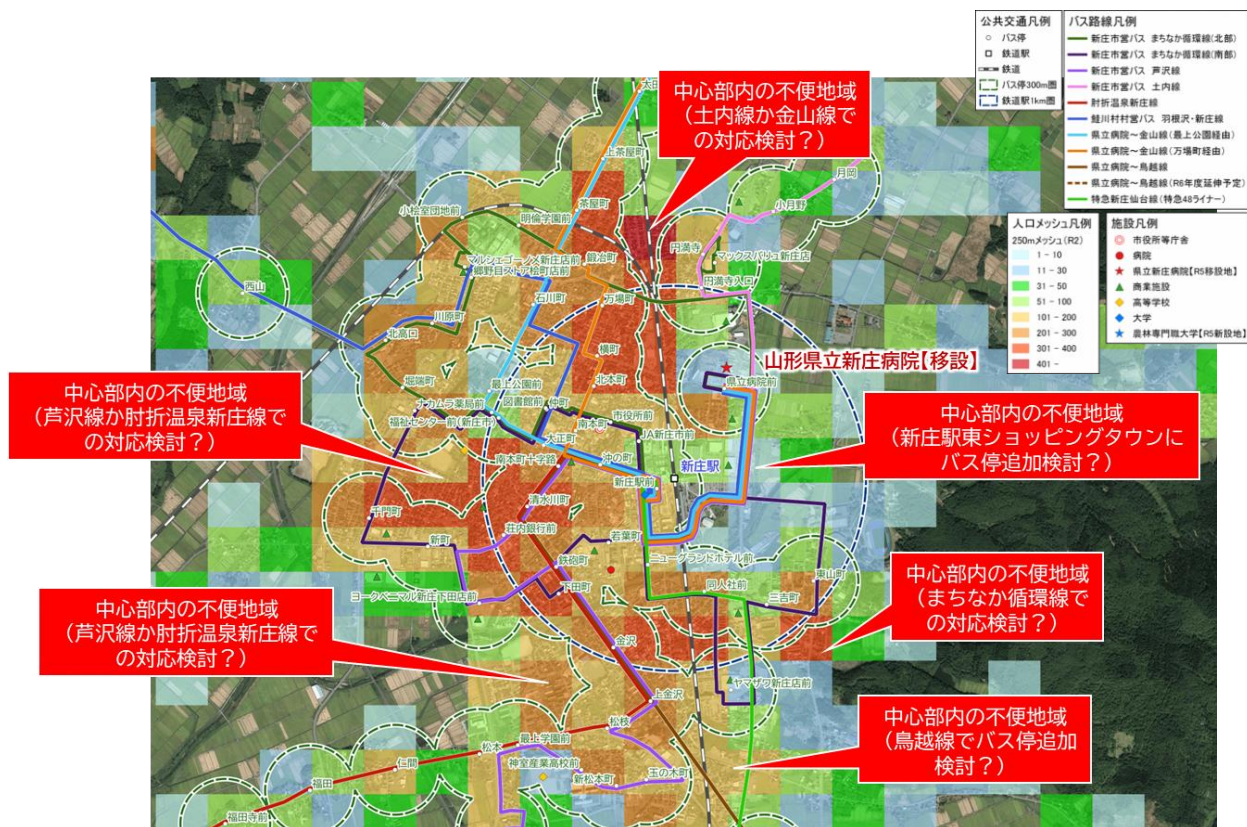 公共交通凡例
バス停
鉄道駅
鉄道
バス停300m圏
鉄道駅1km圏
バス路線凡例
新庄市営バス まちなか循環線(北部)
新庄市営バス まちなか循環線(南部)
新庄市営バス 芦沢線
新庄市営バス 土内線
肘折温泉新庄線
鮭川村村営バス 羽根沢・新庄線
県立病院～金山線(最上公園経由)
県立病院～金山線(万場町経由)
県立病院～鳥越線
県立病院～鳥越線(R6年度延伸予定)
特急新庄仙台線(特急48ライナー)
人口メッシュ凡例
250mメッシュ(R2)
1 - 10
11 - 30
31 - 50
51 - 100
101 - 200
201 - 300
301 - 400
401 -
施設凡例
市役所等庁舎
病院
県立新庄病院【R5移設地】
商業施設
高等学校
大学
農林専門職大学【R5新設地】
中心部内の不便地域
（土内線か金山線で
の対応検討？）
太田
上茶屋町
茶屋町
月岡
小月野
小桧室団地前
明倫学園前
円満寺
マックスバリュ新庄店
マルシェゴーノメ新庄店前
鍛冶町
郷野目ストア桧町店前
円満寺入口
西山
石川町
万場町
川原町
北高口
横町
山形県立新庄病院【移設】
北本町
県立病院前
堀端町
最上公園前
中心部内の不便地域
（芦沢線か肘折温泉新庄線で
の対応検討？）
ナカムラ薬局前
図書館前
仲町
福祉センター前(新庄市)
南本町
市役所前
JA新庄市前
大正町
南本町十字路
沖の町
新庄駅
新庄駅前
中心部内の不便地域
（新庄駅東ショッピングタウンに
バス停追加検討？）
清水川町
千門町
荘内銀行前
新町
若葉町
鉄砲町
ニューグランドホテル前
下田町
同人社前
東山町
ヨークベニマル新庄下田店前
三吉町
中心部内の不便地域
（まちなか循環線で
の対応検討？）
中心部内の不便地域
（芦沢線か肘折温泉新庄線で
の対応検討？）
金沢
ヤマザワ新庄店前
上金沢
中心部内の不便地域
（鳥越線でバス停追加
検討？）
松枝
最上学園前
松本
神室産業高校前
仁間
新松本町
玉の木町
福田
福田寺前